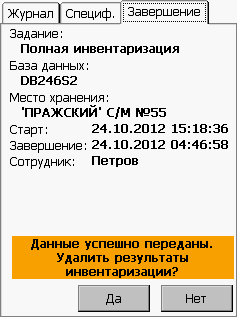 Журнал Специф. Завершение
Задание:
Полная инвентаризация
База данных:
DB246S2
Место хранения:
'ПРАЖСКИЙ' С/М №55
Старт: 24.10.2012 15:18:36
Завершение: 24.10.2012 04:46:58
Сотрудник: Петров
Данные успешно переданы.
Удалить результаты
инвентаризации?
Да Нет